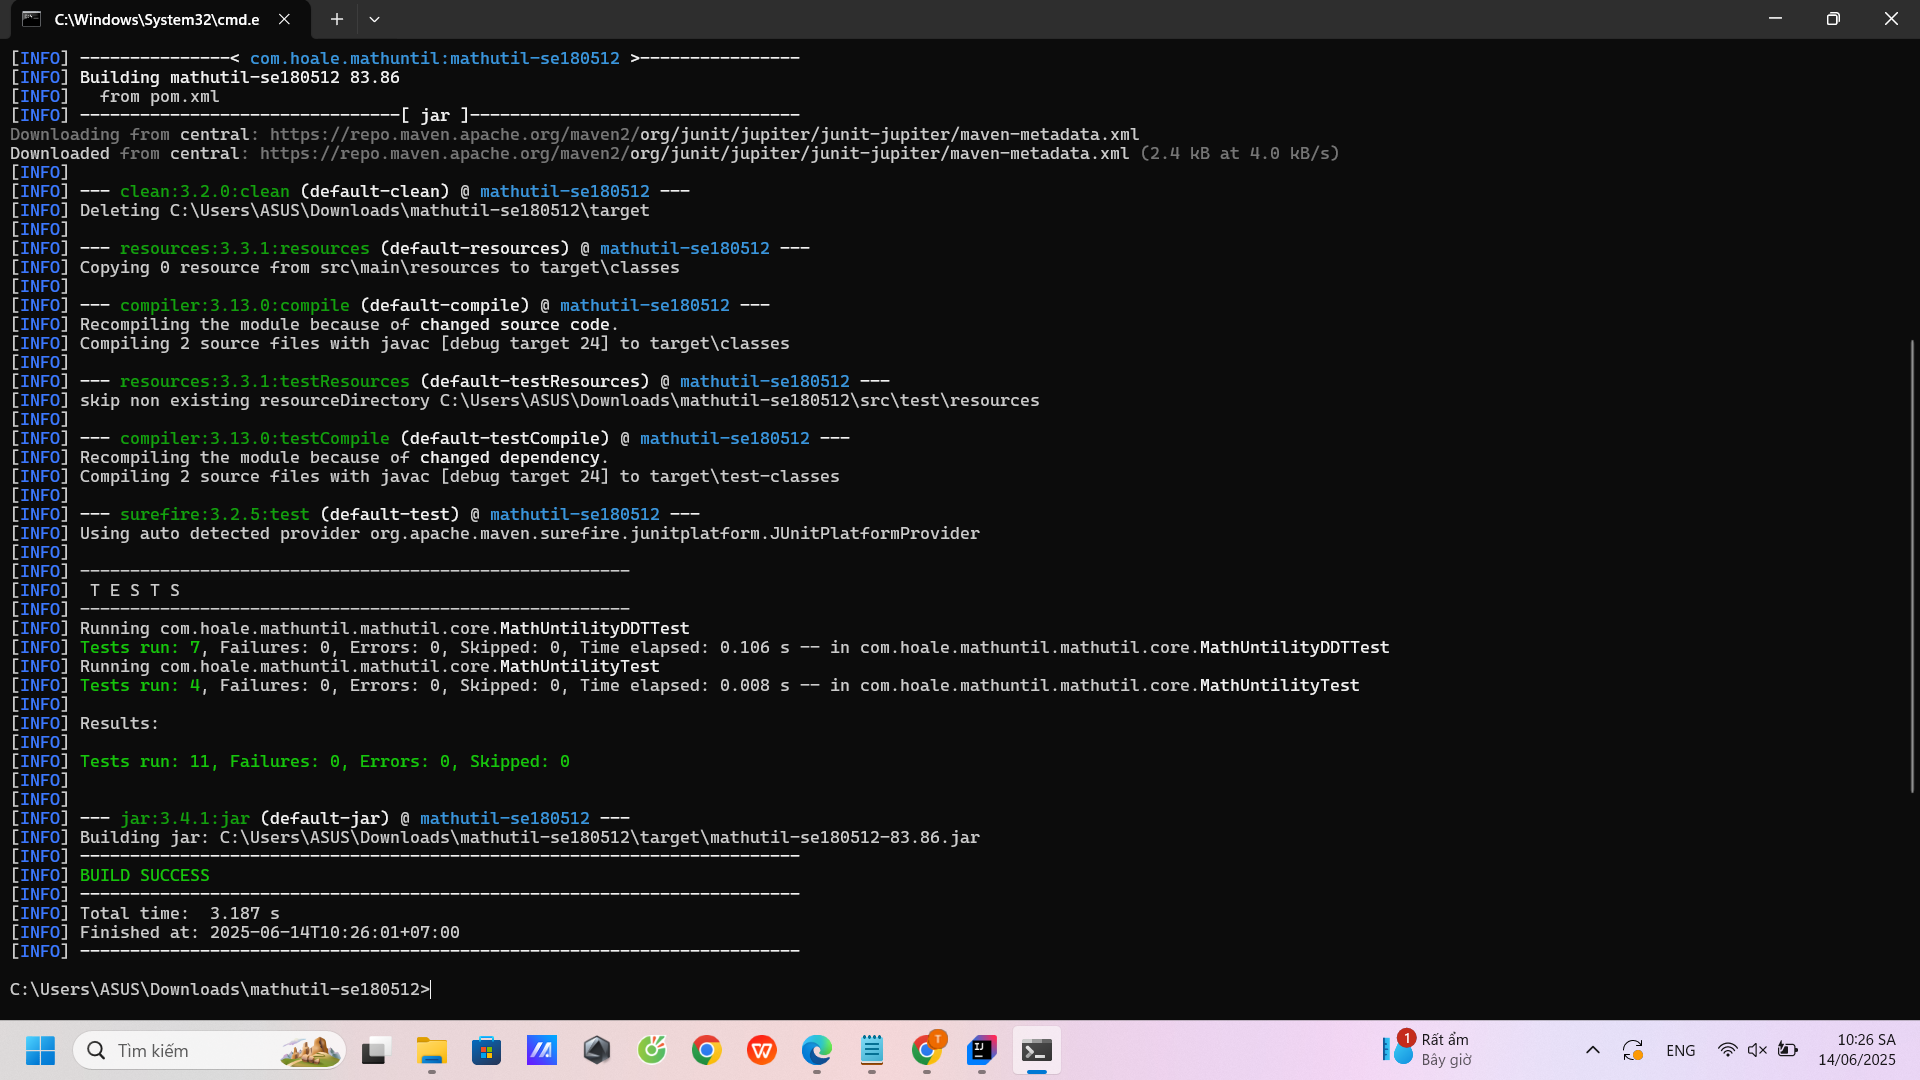 C:\Windows\System32\cmd.e
[INFO] ---------------< com.hoale.mathuntil:mathutil-se180512 >----------------
[INFO] Building mathutil-se180512 83.86
[INFO]   from pom.xml
[INFO] --------------------------------[ jar ]---------------------------------
Downloading from central: https://repo.maven.apache.org/maven2/org/junit/jupiter/junit-jupiter/maven-metadata.xml
Downloaded from central: https://repo.maven.apache.org/maven2/org/junit/jupiter/junit-jupiter/maven-metadata.xml (2.4 kB at 4.0 kB/s)
[INFO]
[INFO] --- clean:3.2.0:clean (default-clean) @ mathutil-se180512 ---
[INFO] Deleting C:\Users\ASUS\Downloads\mathutil-se180512\target
[INFO]
[INFO] --- resources:3.3.1:resources (default-resources) @ mathutil-se180512 ---
[INFO] Copying 0 resource from src\main\resources to target\classes
[INFO]
[INFO] --- compiler:3.13.0:compile (default-compile) @ mathutil-se180512 ---
[INFO] Recompiling the module because of changed source code.
[INFO] Compiling 2 source files with javac [debug target 24] to target\classes
[INFO]
[INFO] --- resources:3.3.1:testResources (default-testResources) @ mathutil-se180512 ---
[INFO] skip non existing resourceDirectory C:\Users\ASUS\Downloads\mathutil-se180512\src\test\resources
[INFO]
[INFO] --- compiler:3.13.0:testCompile (default-testCompile) @ mathutil-se180512 ---
[INFO] Recompiling the module because of changed dependency.
[INFO] Compiling 2 source files with javac [debug target 24] to target\test-classes
[INFO]
[INFO] --- surefire:3.2.5:test (default-test) @ mathutil-se180512 ---
[INFO] Using auto detected provider org.apache.maven.surefire.junitplatform.JUnitPlatformProvider
[INFO]
[INFO] -------------------------------------------------------
[INFO]  T E S T S
[INFO] -------------------------------------------------------
[INFO] Running com.hoale.mathuntil.mathutil.core.MathUntilityDDTTest
[INFO] Tests run: 7, Failures: 0, Errors: 0, Skipped: 0, Time elapsed: 0.106 s -- in com.hoale.mathuntil.mathutil.core.MathUntilityDDTTest
[INFO] Running com.hoale.mathuntil.mathutil.core.MathUntilityTest
[INFO] Tests run: 4, Failures: 0, Errors: 0, Skipped: 0, Time elapsed: 0.008 s -- in com.hoale.mathuntil.mathutil.core.MathUntilityTest
[INFO]
[INFO] Results:
[INFO]
[INFO] Tests run: 11, Failures: 0, Errors: 0, Skipped: 0
[INFO]
[INFO]
[INFO] --- jar:3.4.1:jar (default-jar) @ mathutil-se180512 ---
[INFO] Building jar: C:\Users\ASUS\Downloads\mathutil-se180512\target\mathutil-se180512-83.86.jar
[INFO] ------------------------------------------------------------------------
[INFO] BUILD SUCCESS
[INFO] ------------------------------------------------------------------------
[INFO] Total time:  3.187 s
[INFO] Finished at: 2025-06-14T10:26:01+07:00
[INFO] ------------------------------------------------------------------------
C:\Users\ASUS\Downloads\mathutil-se180512>
Tìm kiếm
T
IJ
1
Rất ẩm
Bây giờ
ENG
10:26 SA
14/06/2025